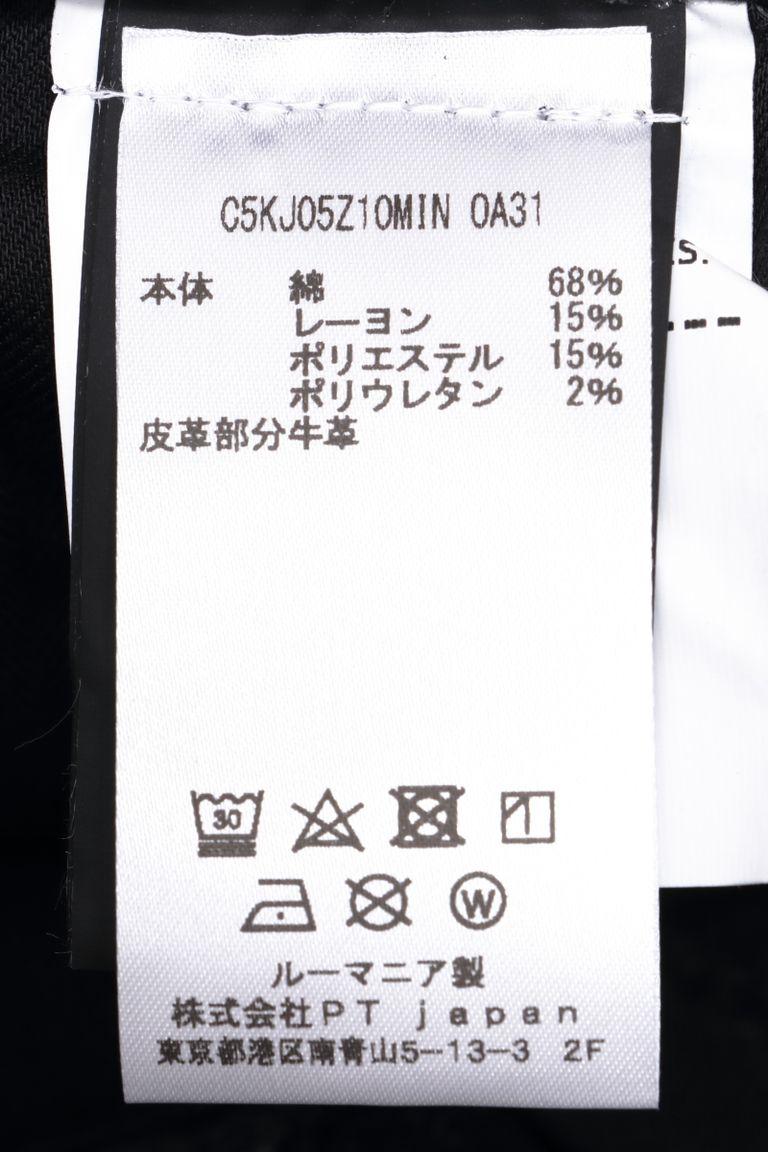 C5KJ05Z10MIN 0A31
本体 綿 68%
レーヨン 15%
ポリエステル 15%
ポリウレタン 2%
皮革部分牛革
S.
30
W
ルーマニア製
株式会社PT japan
東京都港区南青山5-13-3 2F